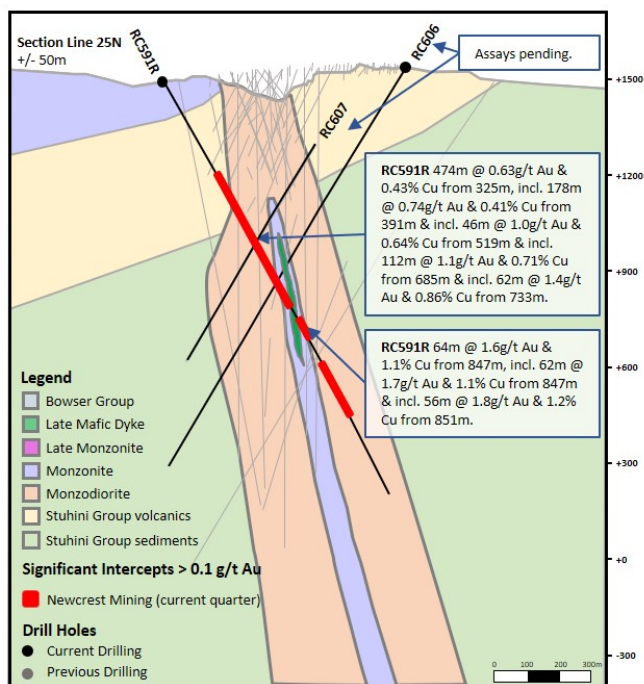 Section Line 25N
+/- 50m
RC591R
RC606
Assays pending.
RC607
+1500
+1200
+900
+600
+300
+0
-300
RC591R 474m @ 0.63g/t Au &
0.43% Cu from 325m, incl. 178m
@ 0.74g/t Au & 0.41% Cu from
391m & incl. 46m @ 1.0g/t Au &
0.64% Cu from 519m & incl.
112m @ 1.1g/t Au & 0.71% Cu
from 685m & incl. 62m @ 1.4g/t
Au & 0.86% Cu from 733m.
RC591R 64m @ 1.6g/t Au &
1.1% Cu from 847m, incl. 62m @
1.7g/t Au & 1.1% Cu from 847m
& incl. 56m @ 1.8g/t Au & 1.2%
Cu from 851m.
Legend
Bowser Group
Late Mafic Dyke
Late Monzonite
Monzonite
Monzodiorite
Stuhini Group volcanics
Stuhini Group sediments
Significant Intercepts > 0.1 g/t Au
Newcrest Mining (current quarter)
Drill Holes
Current Drilling
Previous Drilling
0 100 200 300m